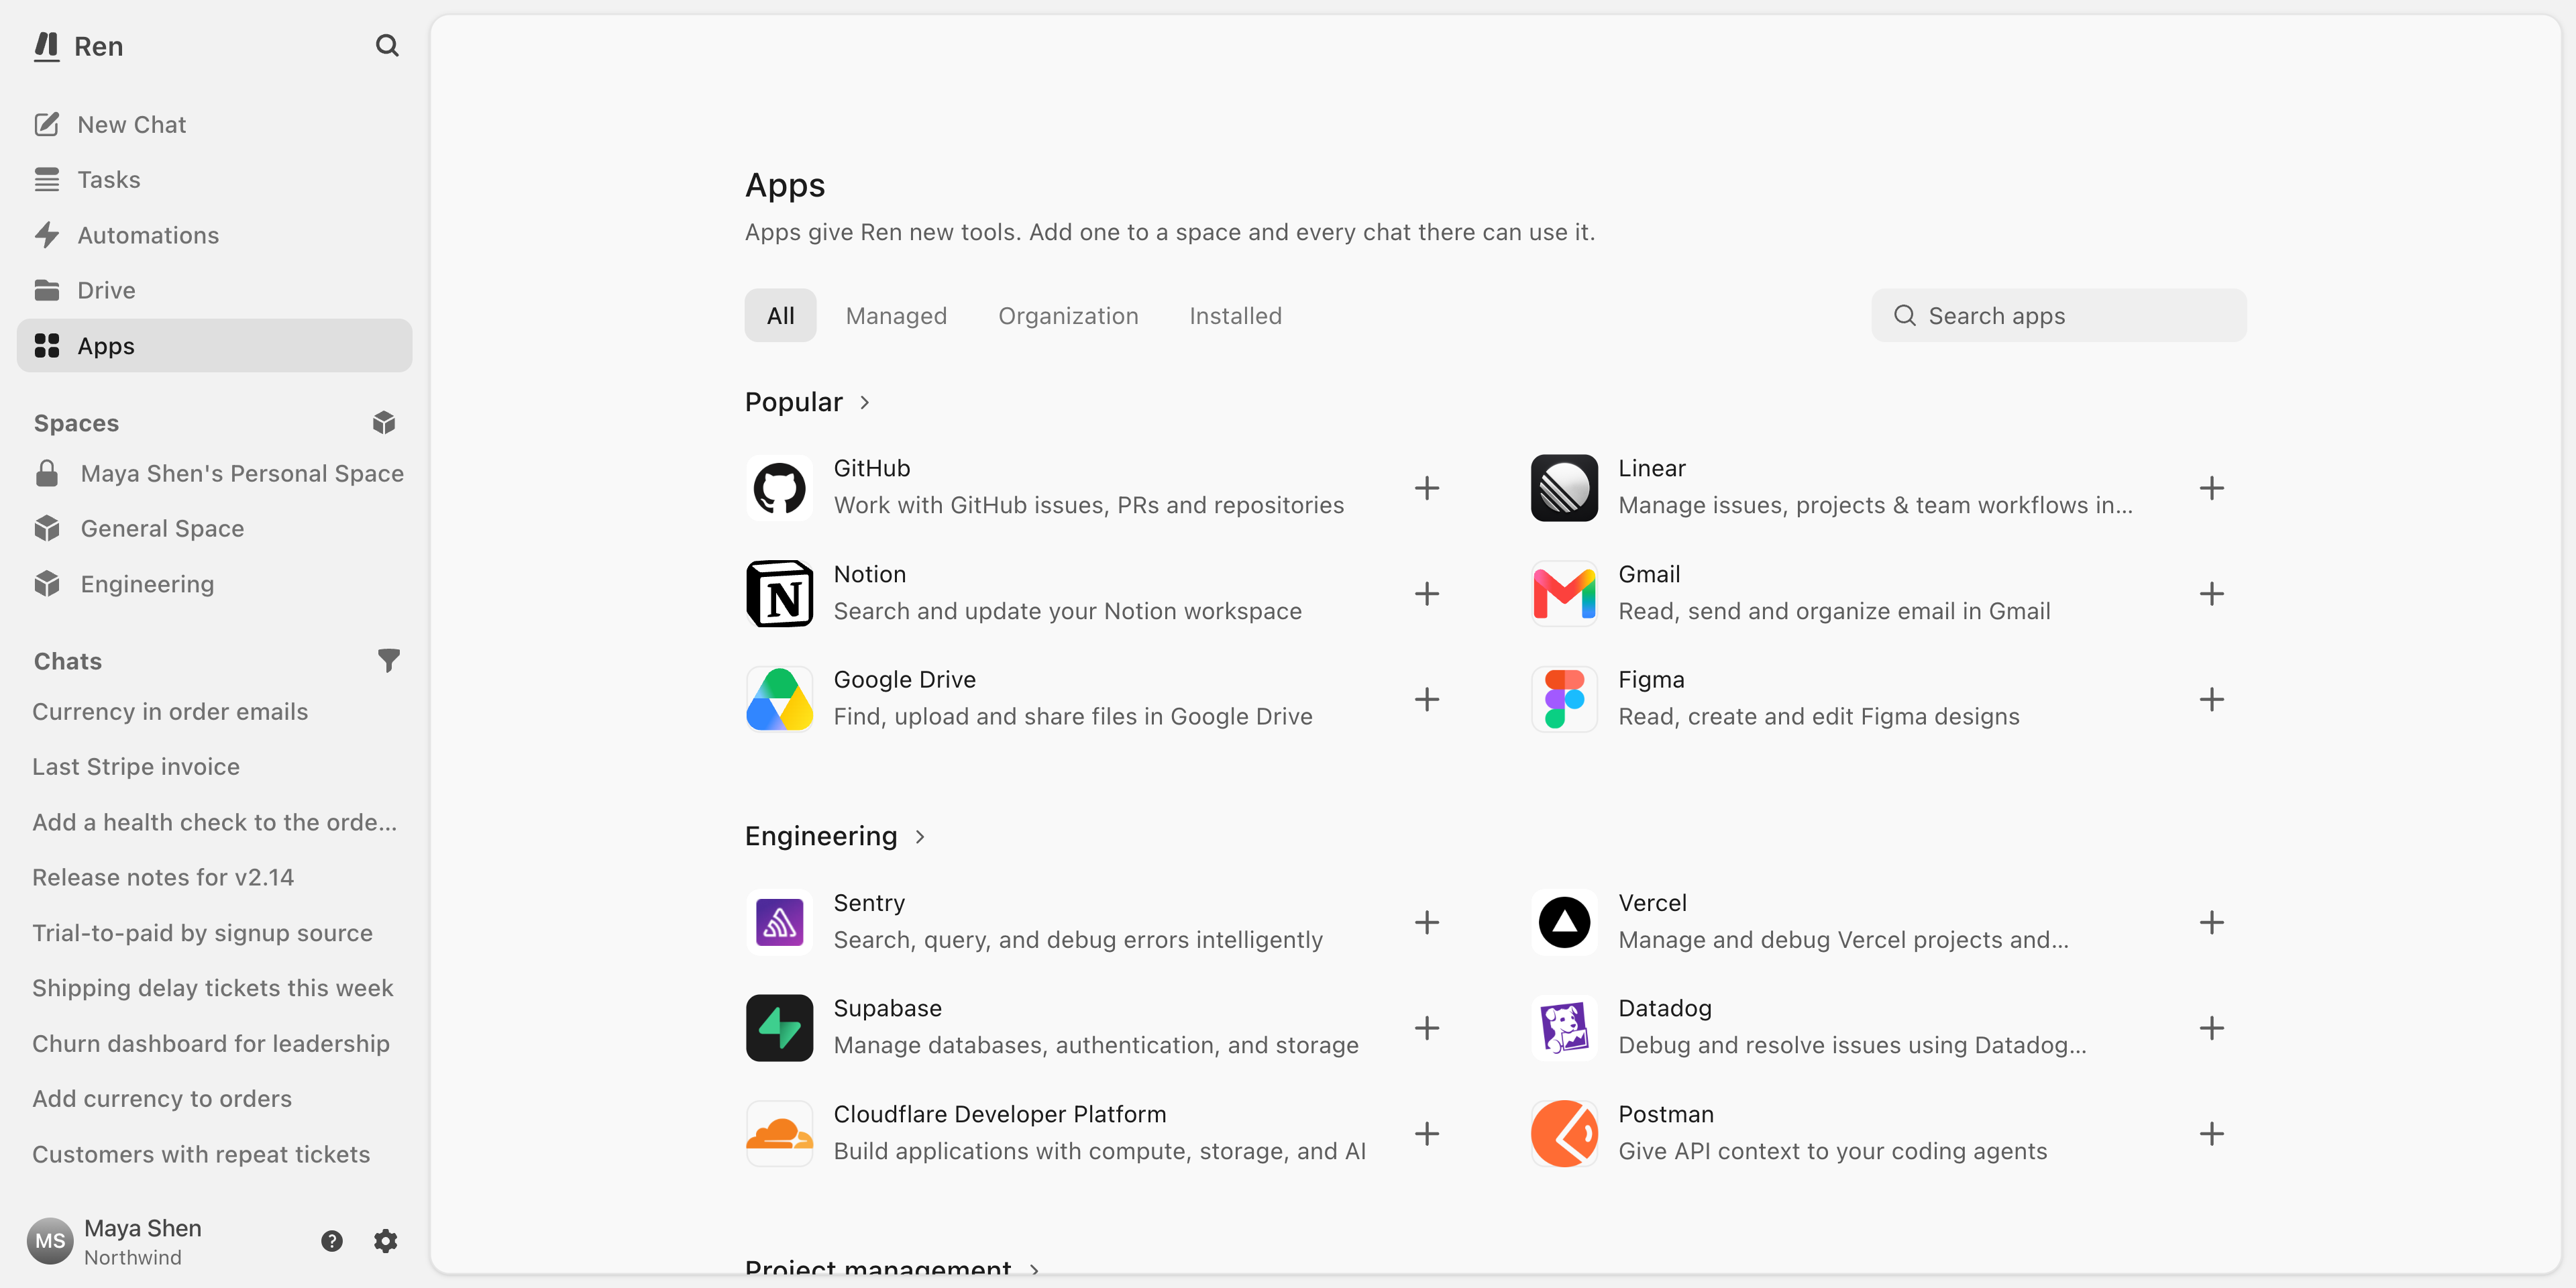 Ren
New Chat
Tasks
Automations
Drive
Apps
Spaces
Maya Shen's Personal Space
General Space
Engineering
Chats
Currency in order emails
Last Stripe invoice
Add a health check to the orde...
Release notes for v2.14
Trial-to-paid by signup source
Shipping delay tickets this week
Churn dashboard for leadership
Add currency to orders
Customers with repeat tickets
MS
Maya Shen
Northwind
?
Apps
Apps give Ren new tools. Add one to a space and every chat there can use it.
All
Managed
Organization
Installed
Search apps
Popular
GitHub
Work with GitHub issues, PRs and repositories
Linear
Manage issues, projects & team workflows in...
N
Notion
Search and update your Notion workspace
Gmail
Read, send and organize email in Gmail
Google Drive
Find, upload and share files in Google Drive
Figma
Read, create and edit Figma designs
Engineering
Sentry
Search, query, and debug errors intelligently
Vercel
Manage and debug Vercel projects and...
Supabase
Manage databases, authentication, and storage
Datadog
Debug and resolve issues using Datadog...
Cloudflare Developer Platform
Build applications with compute, storage, and AI
Postman
Give API context to your coding agents
Project management